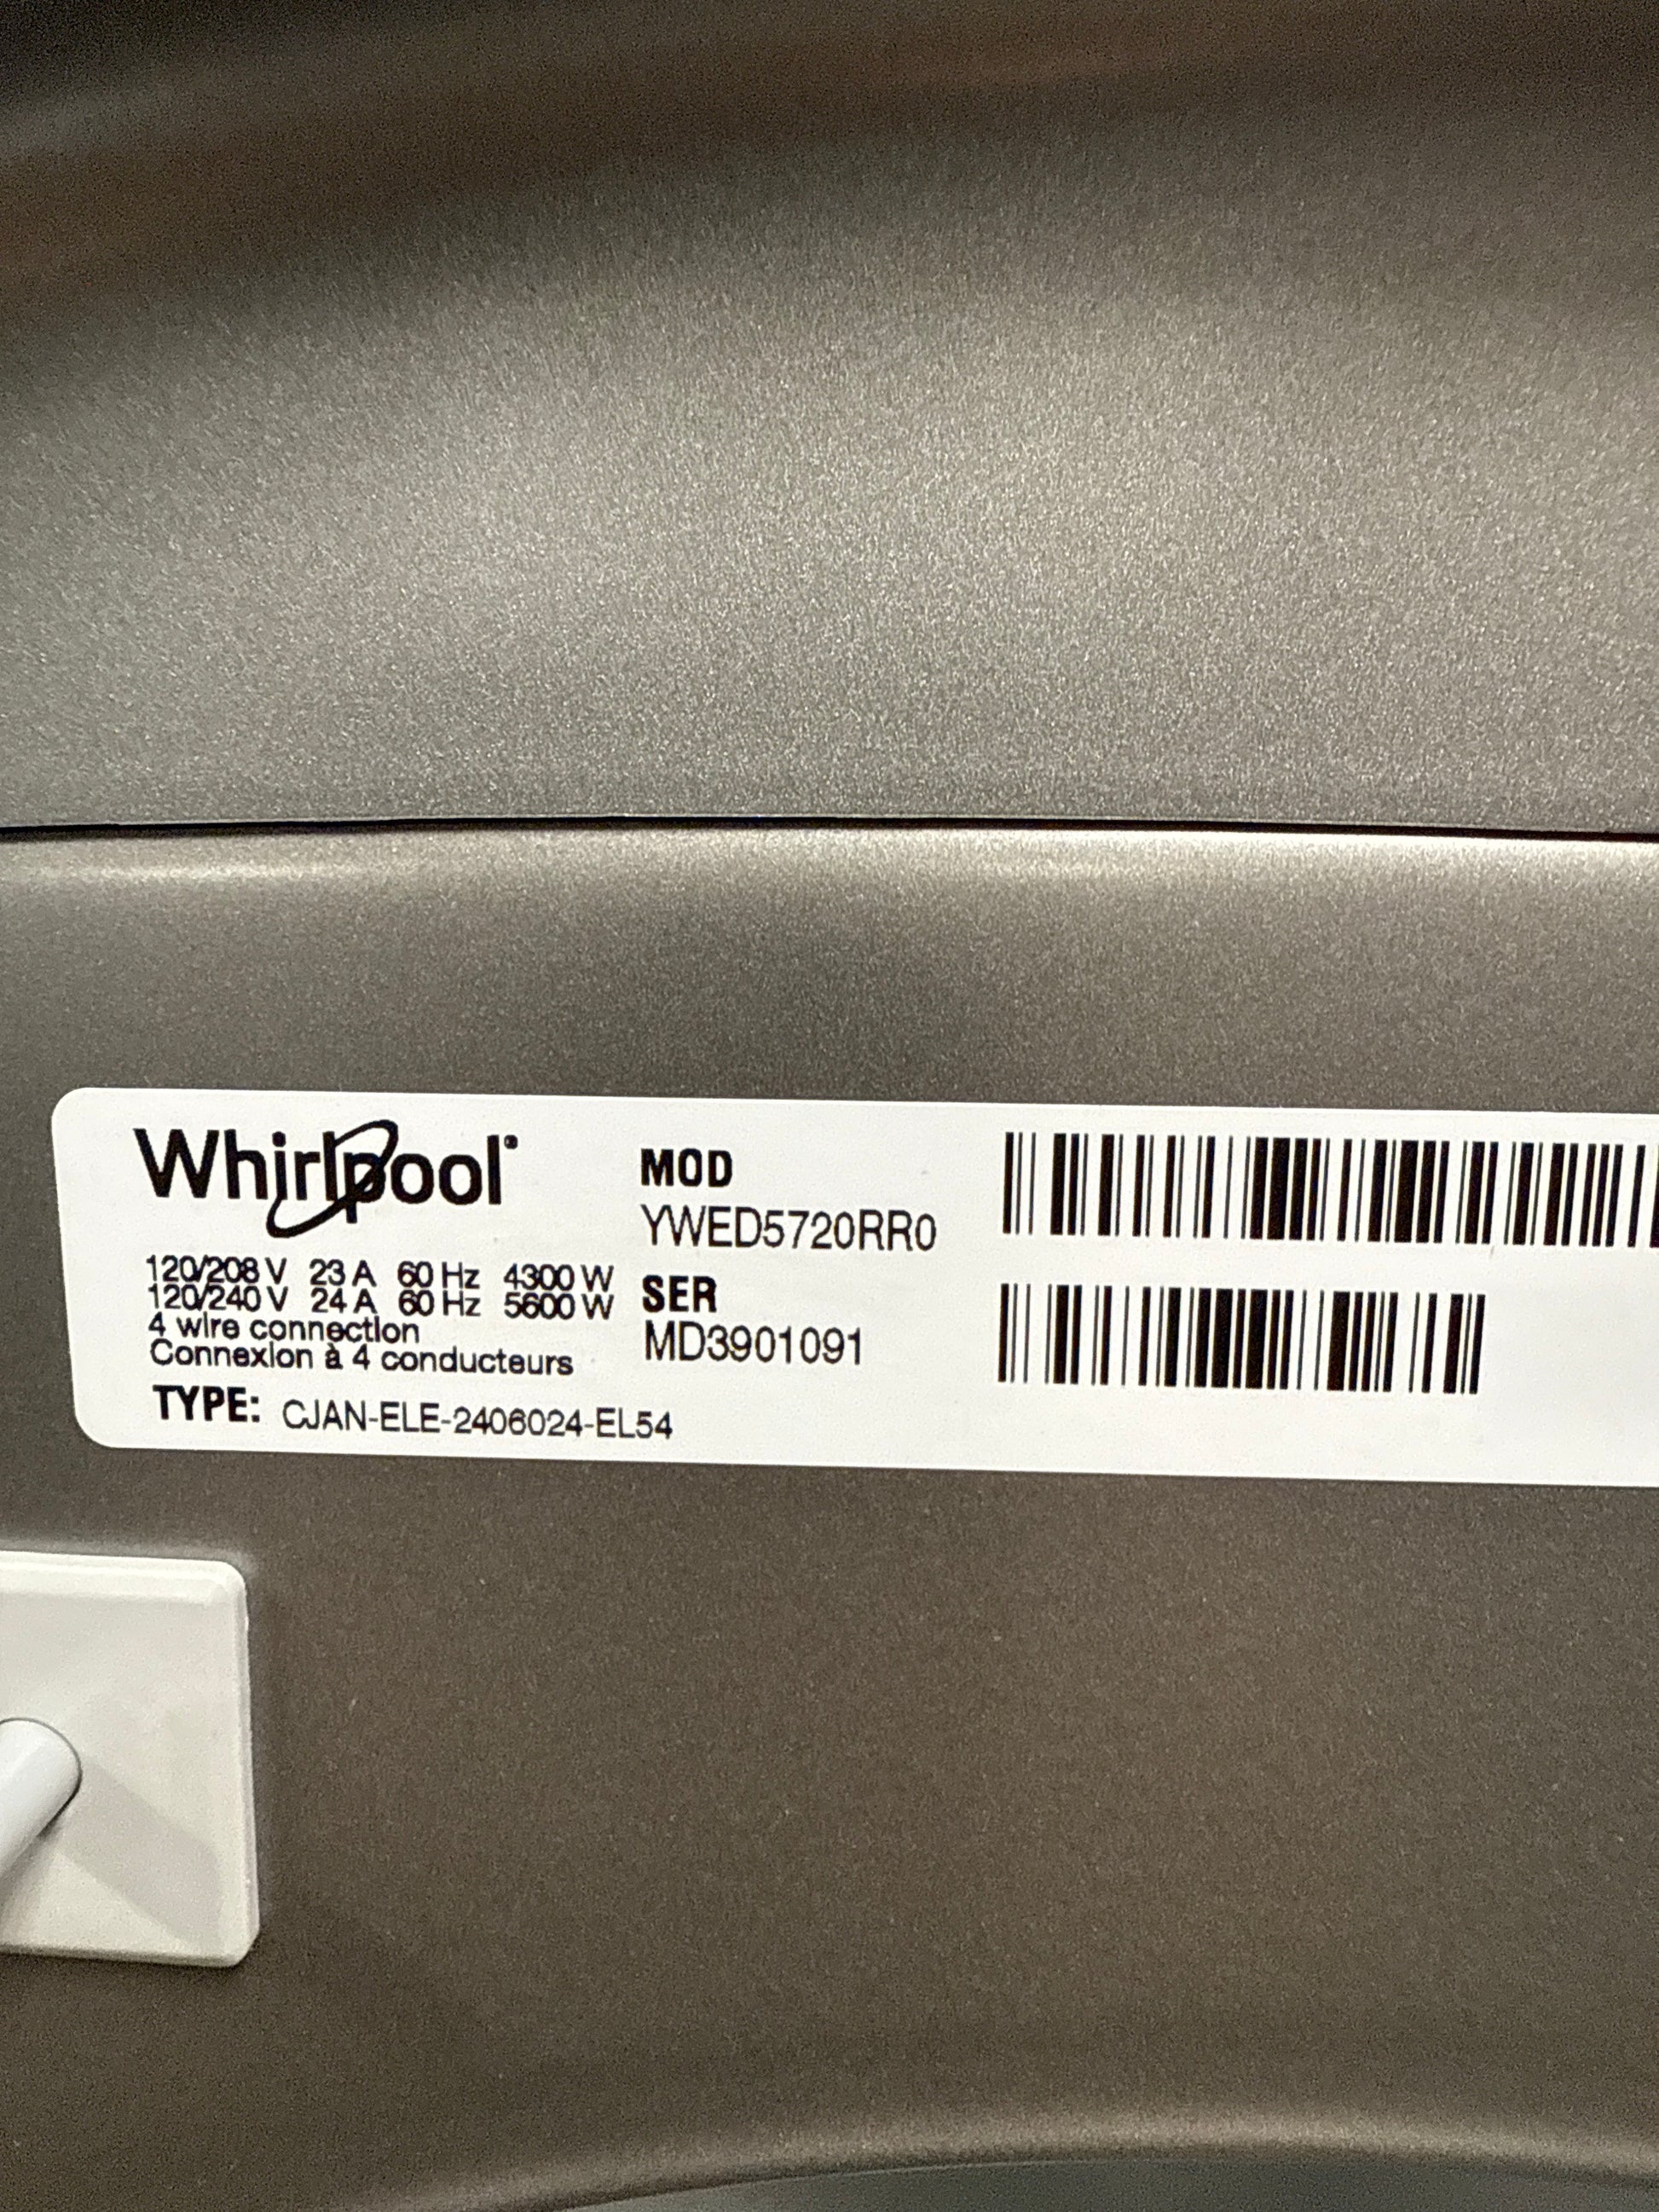 Whirlpool®
120/208 V 23 A 60 Hz 4300 W
120/240 V 24 A 60 Hz 5600 W
4 wire connection
Connexion à 4 conducteurs
TYPE: CJAN-ELE-2406024-EL54
MOD
YWED5720RR0
SER
MD3901091